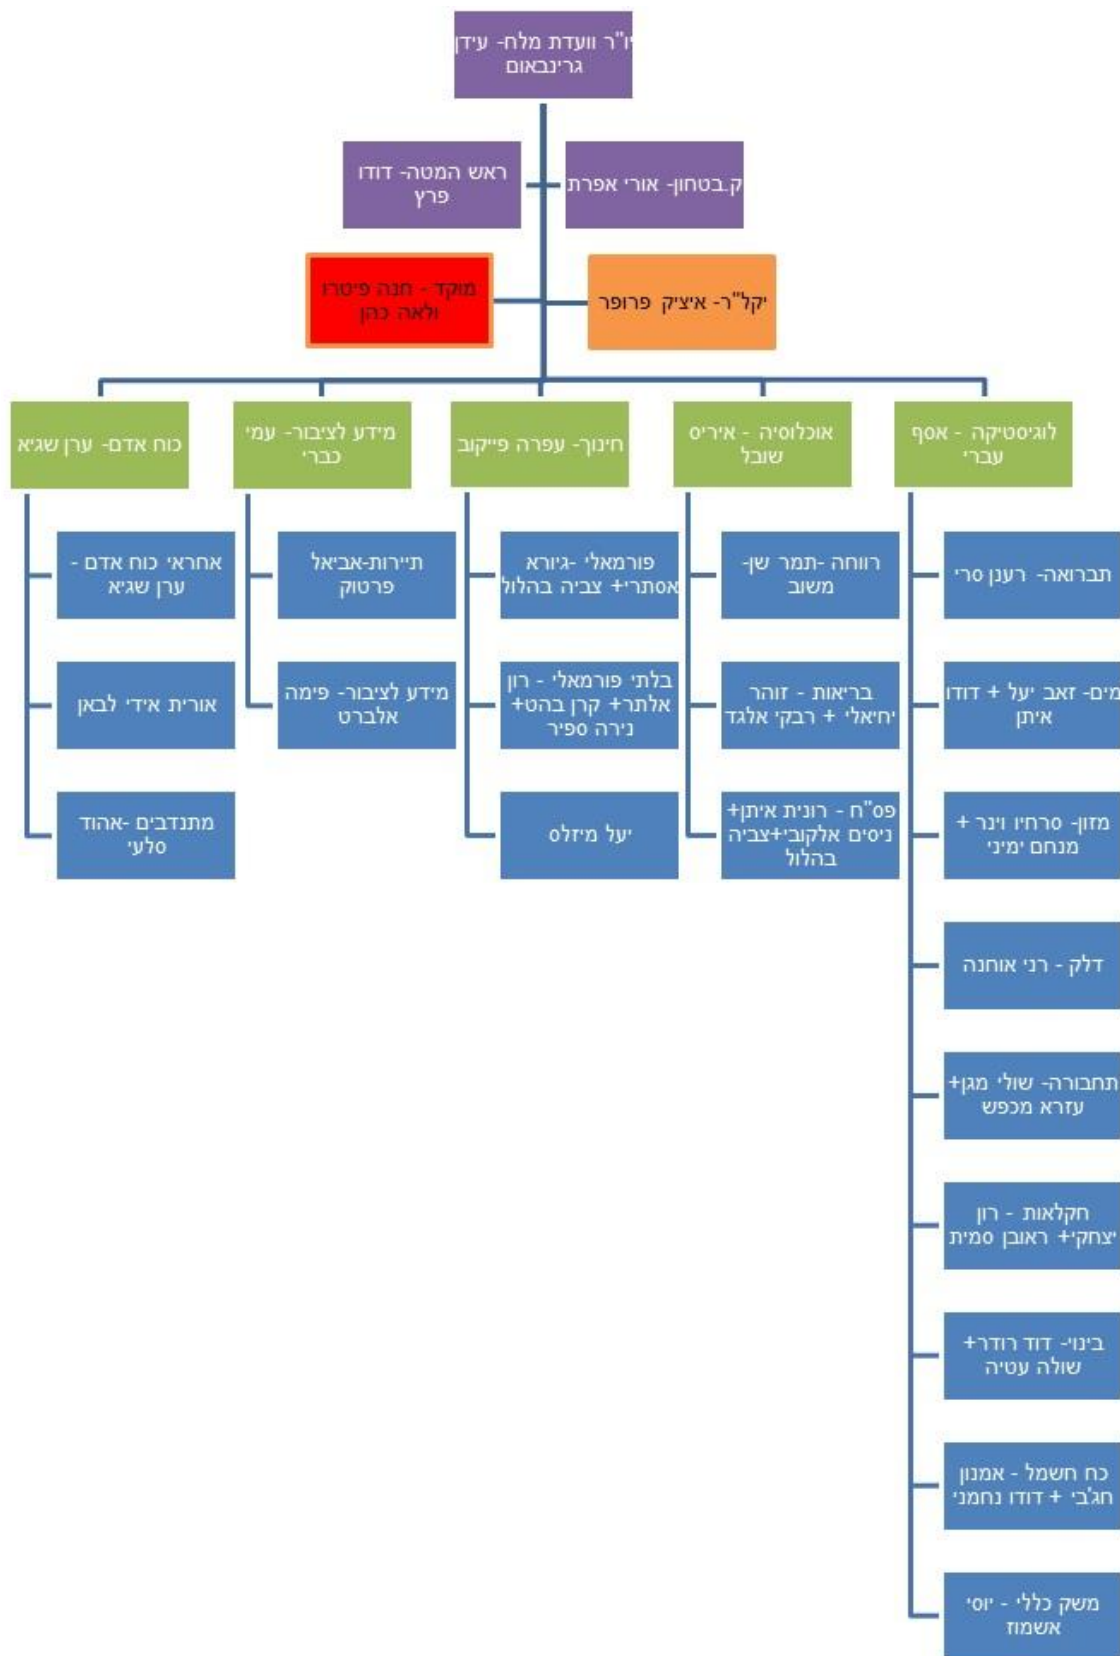 יו"ר וועדת מלח- עידן
גרינבאום
ק.בטחון- אורי אפרת
ראש המטה- דודו
פרץ
יקל"ר- איציק פרופר
מוקד - חנה פיטרו
ולאה כהן
לוגיסטיקה - אסף
עברי
אוכלוסיה - איריס
שובל
חינוך- עפרה פייקוב
מידע לציבור- עמי
כברי
כוח אדם- ערן שגיא
תברואה- רענן סרי
מים- זאב יעל + דודו
איתן
מזון- סרחיו וינר +
מנחם ימיני
דלק - רני אוחנה
תחבורה- שולי מגן+
עזרא מכפש
חקלאות - רון
יצחקי+ ראובן סמית
בינוי- דוד רודר+
שולה עטיה
כח חשמל - אמנון
חג'בי + דודו נחמני
משק כללי - יוסי
אשמוז
רווחה -תמר שן-
משוב
בריאות - זוהר
יחיאלי + רבקי אלגד
פס"ח - רונית איתן+
ניסים אלקובי+צביה
בהלול
פורמאלי -גיורא
אסתרי+ צביה בהלול
בלתי פורמאלי - רון
אלתר+ קרן בהט+
נירה ספיר
יעל מיזלס
תיירות-אביאל
פרטוק
מידע לציבור- פימה
אלברט
אחראי כוח אדם -
ערן שגיא
אורית אידי לבאן
מתנדבים -אהוד
סלעי